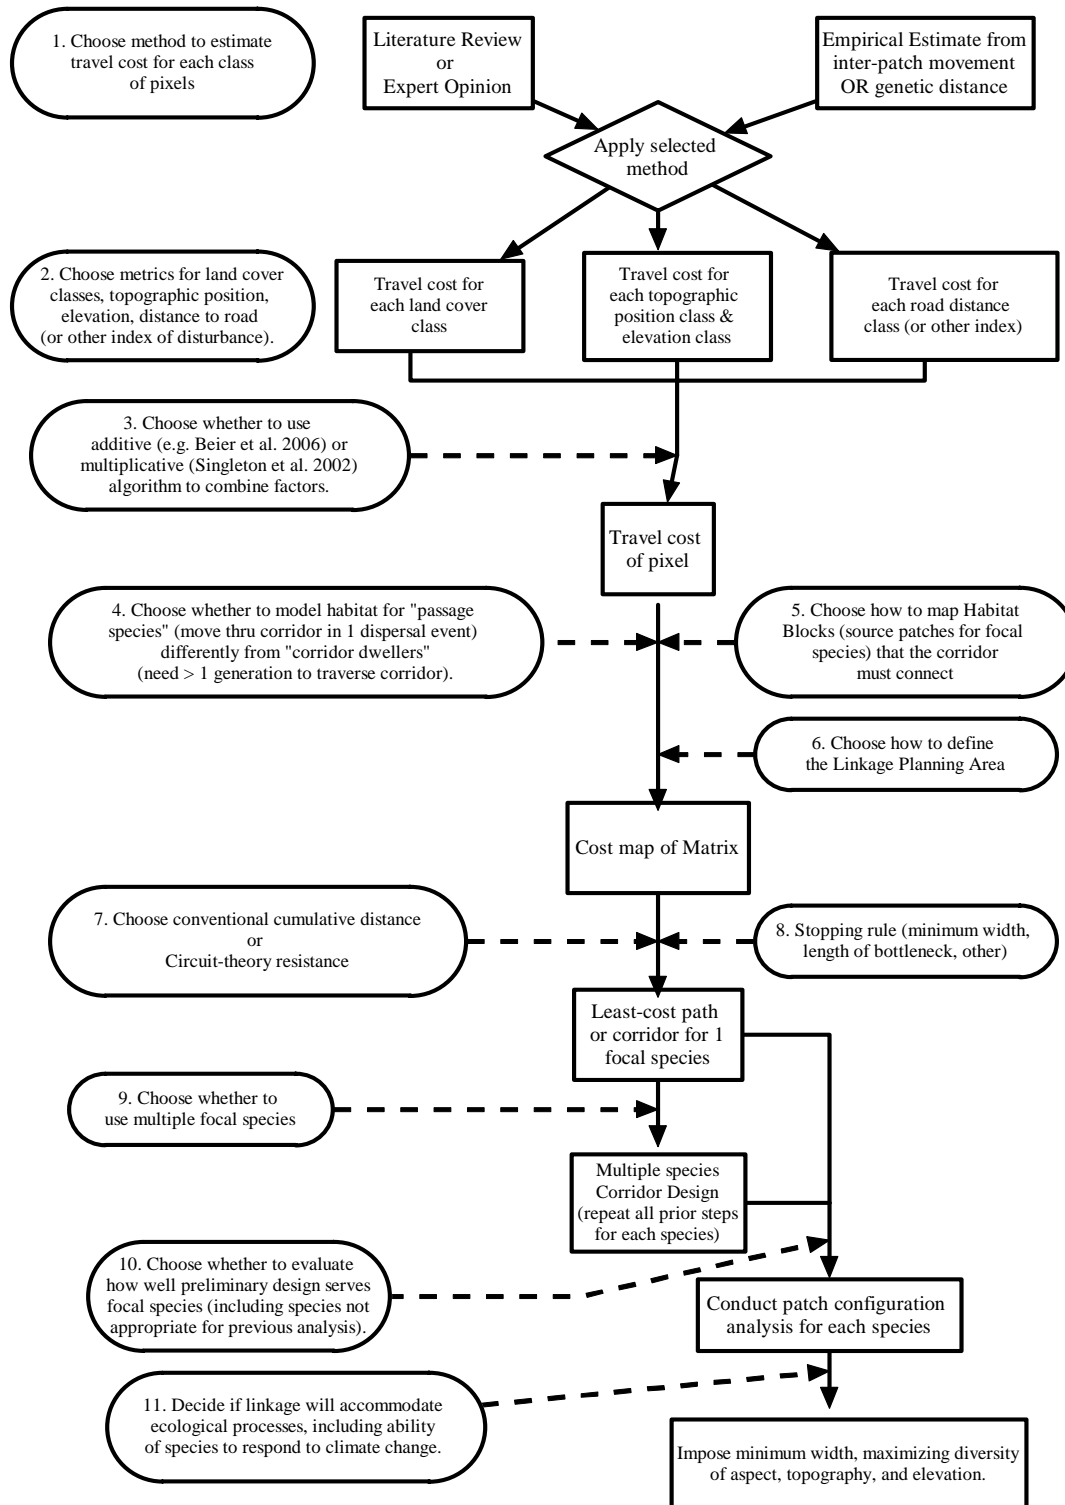 1. Choose method to estimate
travel cost for each class
of pixels
Literature Review
or
Expert Opinion
Empirical Estimate from
inter-patch movement
OR genetic distance
Apply selected
method
2. Choose metrics for land cover
classes, topographic position,
elevation, distance to road
(or other index of disturbance).
Travel cost for
each land cover
class
Travel cost for
each topographic
position class &
elevation class
Travel cost for
each road distance
class (or other index)
3. Choose whether to use
additive (e.g. Beier et al. 2006) or
multiplicative (Singleton et al. 2002)
algorithm to combine factors.
Travel cost
of pixel
4. Choose whether to model habitat for "passage
species" (move thru corridor in 1 dispersal event)
differently from "corridor dwellers"
(need > 1 generation to traverse corridor).
5. Choose how to map Habitat
Blocks (source patches for focal
species) that the corridor
must connect
6. Choose how to define
the Linkage Planning Area
Cost map of Matrix
7. Choose conventional cumulative distance
or
Circuit-theory resistance
8. Stopping rule (minimum width,
length of bottleneck, other)
Least-cost path
or corridor for 1
focal species
9. Choose whether to
use multiple focal species
Multiple species
Corridor Design
(repeat all prior steps
for each species)
10. Choose whether to evaluate
how well preliminary design serves
focal species (including species not
appropriate for previous analysis).
Conduct patch configuration
analysis for each species
11. Decide if linkage will accommodate
ecological processes, including ability
of species to respond to climate change.
Impose minimum width, maximizing diversity
of aspect, topography, and elevation.